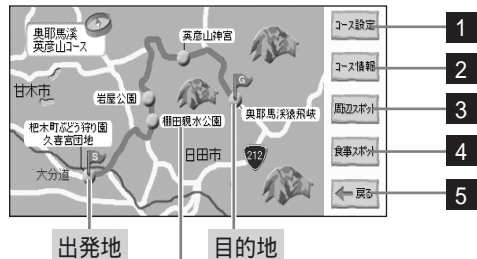 奥耶馬溪
英彦山コース
英彦山神宮
甘木市
岩屋公園
棚田親水公園
奥耶馬溪猿飛峡
杷木町ぶどう狩り園
久喜宮団地
大分道
日田市
212
S
G
コース設定
コース情報
周辺スポット
食事スポット
戻る
1
2
3
4
5
出発地
目的地